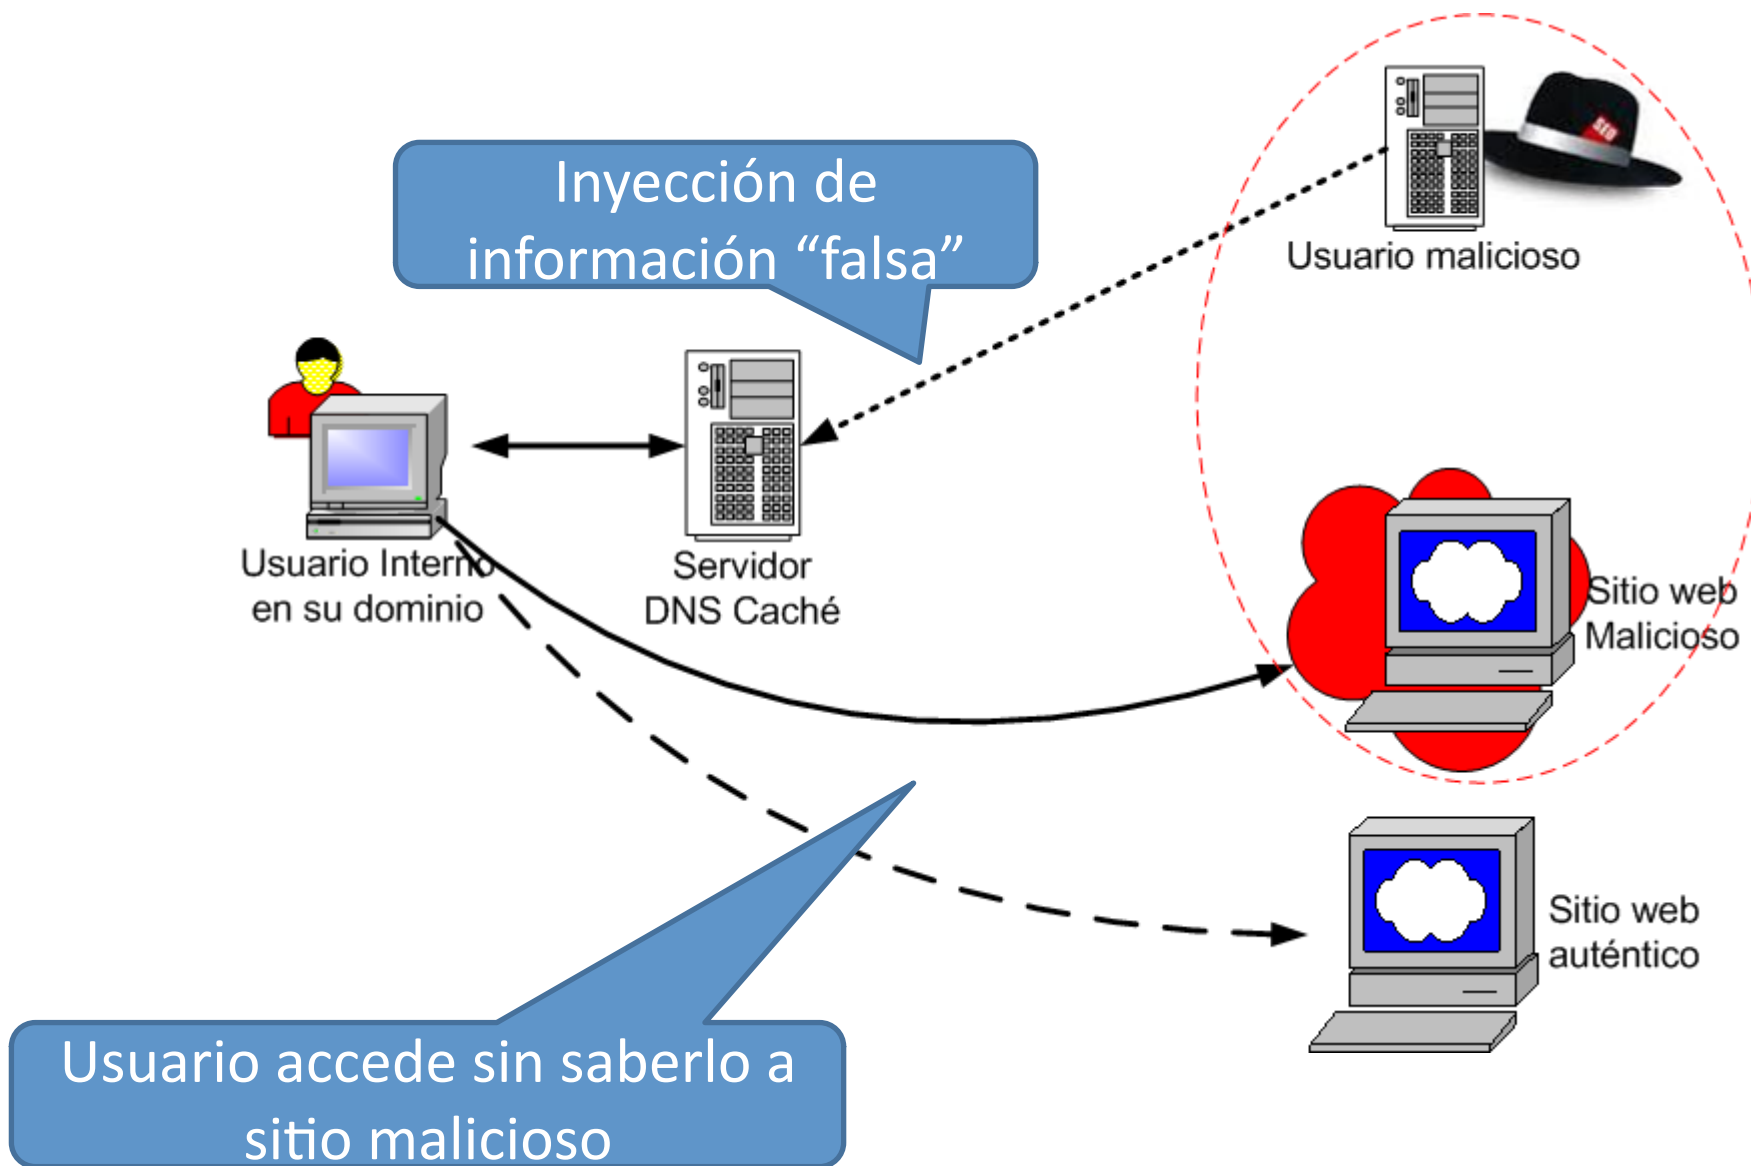 Inyección de
información “falsa”
SEO
Usuario malicioso
Usuario Interno
en su dominio
Servidor
DNS Caché
Sitio web
Malicioso
Sitio web
auténtico
Usuario accede sin saberlo a
sitio malicioso